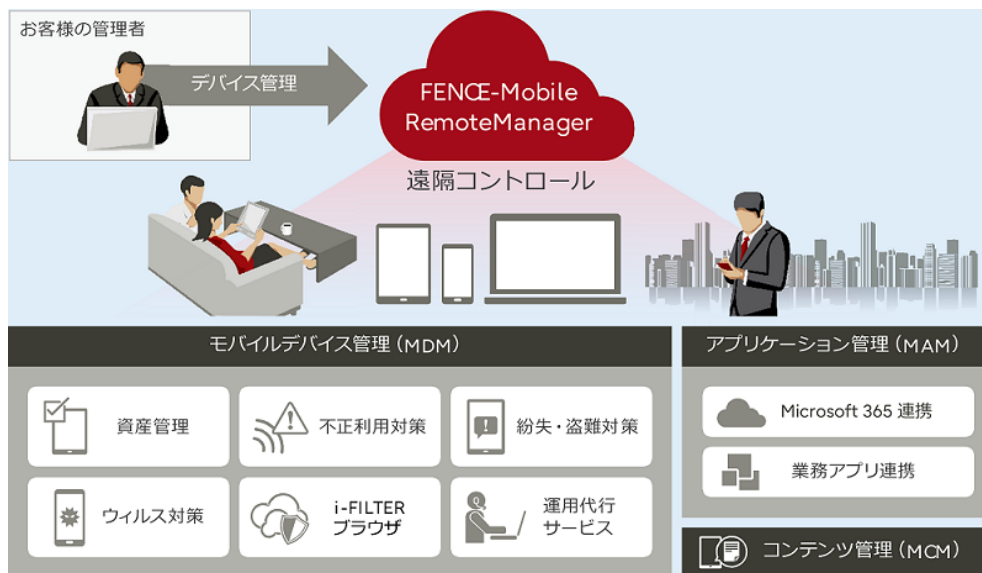 お客様の管理者
デバイス管理
FENCE-Mobile
RemoteManager
遠隔コントロール
モバイルデバイス管理（MDM）
資産管理
不正利用対策
紛失・盗難対策
ウィルス対策
i-FILTER
ブラウザ
Q
運用代行
サービス
アプリケーション管理（MAM）
Microsoft 365 連携
業務アプリ連携
コンテンツ管理（MCM）